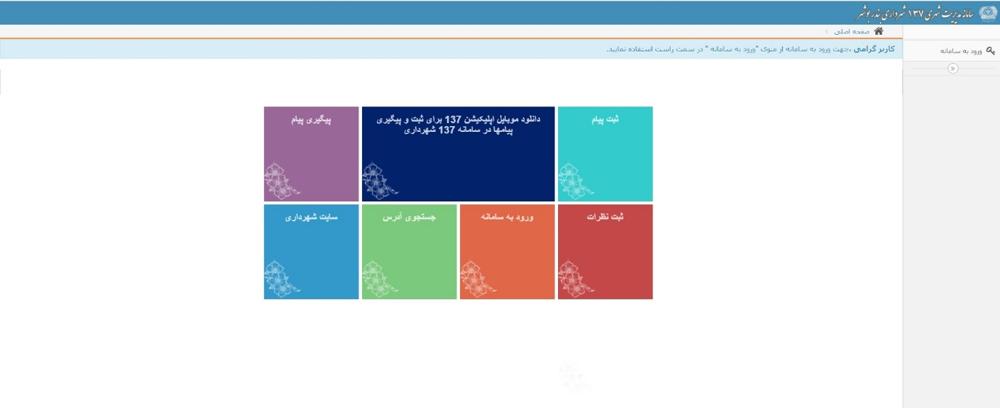 سامانه مدیریت شهری ۱۳۷ شهرداری بندر بوشهر
صفحه اصلی
ورود به سامانه
کاربر گرامی ،جهت ورود به سامانه از منوی "ورود به سامانه " در سمت راست استفاده نمایید.
ثبت پیام
دانلود موبایل اپلیکیشن 137 برای ثبت و پیگیری
پیامها در سامانه 137 شهرداری
پیگیری پیام
ثبت نظرات
ورود به سامانه
جستجوی آدرس
سایت شهرداری